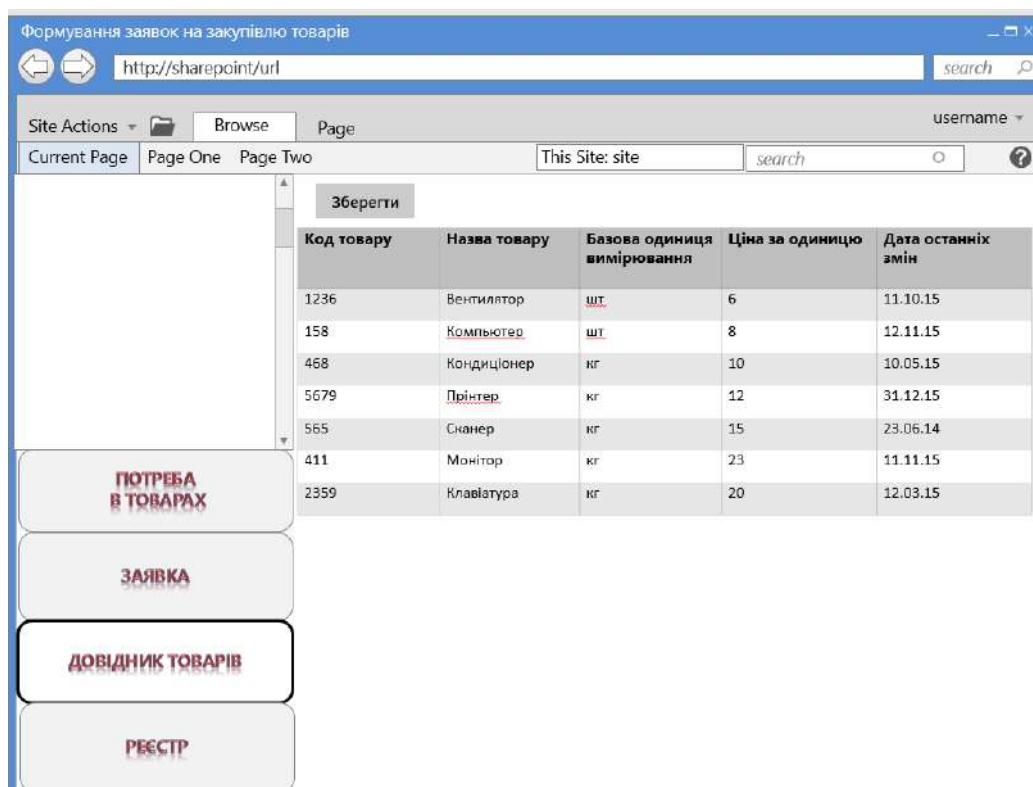 Формування заявок на закупівлю товарів
http://sharepoint/url
search
Site Actions
Browse
Page
username
Current Page
Page One
Page Two
This Site: site
search
?
Зберегти
Код товару Назва товару Базова одиниця вимірювання Ціна за одиницю Дата останніх змін
1236 Вентилятор шт 6 11.10.15
158 Компьютер шт 8 12.11.15
468 Кондиціонер кг 10 10.05.15
5679 Прінтер кг 12 31.12.15
565 Сканер кг 15 23.06.14
411 Монітор кг 23 11.11.15
2359 Клавіатура кг 20 12.03.15
ПОТРЕБА
В ТОВАРАХ
ЗАЯВКА
ДОВІДНИК ТОВАРІВ
РЕЄСТР